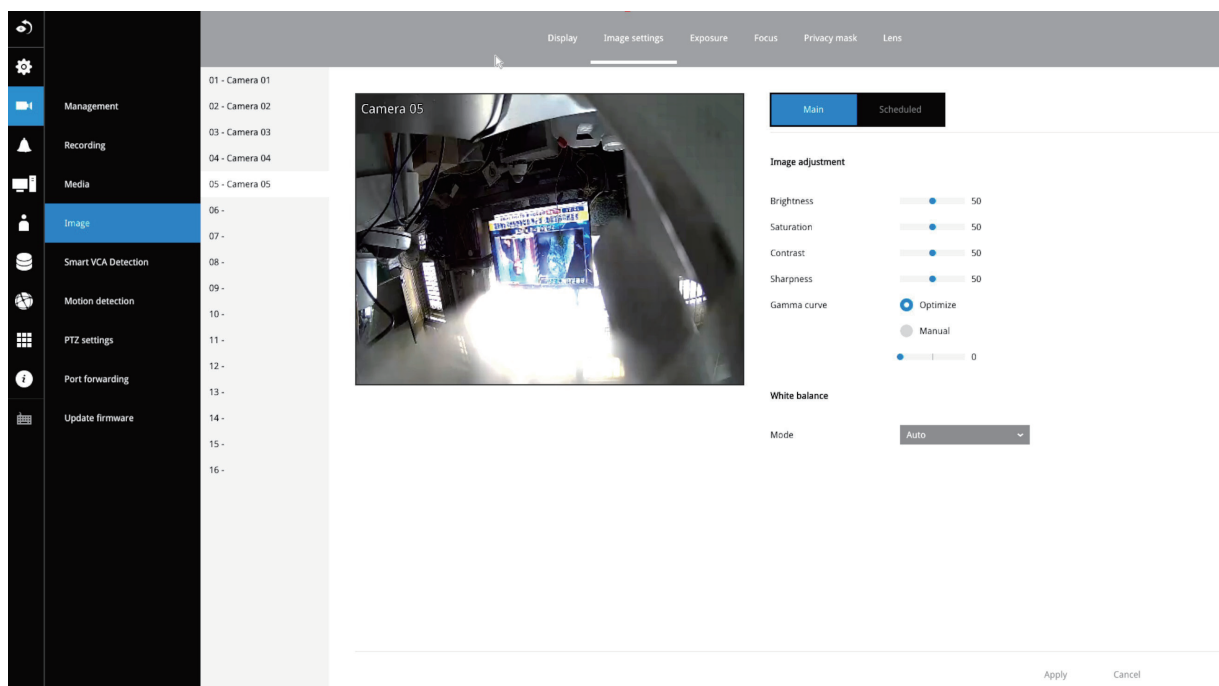 Display Image settings Exposure Focus Privacy mask Lens
Management
Recording
Media
Image
Smart VCA Detection
Motion detection
PTZ settings
Port forwarding
Update firmware
01 - Camera 01
02 - Camera 02
03 - Camera 03
04 - Camera 04
05 - Camera 05
06 -
07 -
08 -
09 -
10 -
11 -
12 -
13 -
14 -
15 -
16 -
Camera 05
Main Scheduled
Image adjustment
Brightness 50
Saturation 50
Contrast 50
Sharpness 50
Gamma curve Optimize
Manual
0
White balance
Mode Auto
Apply Cancel